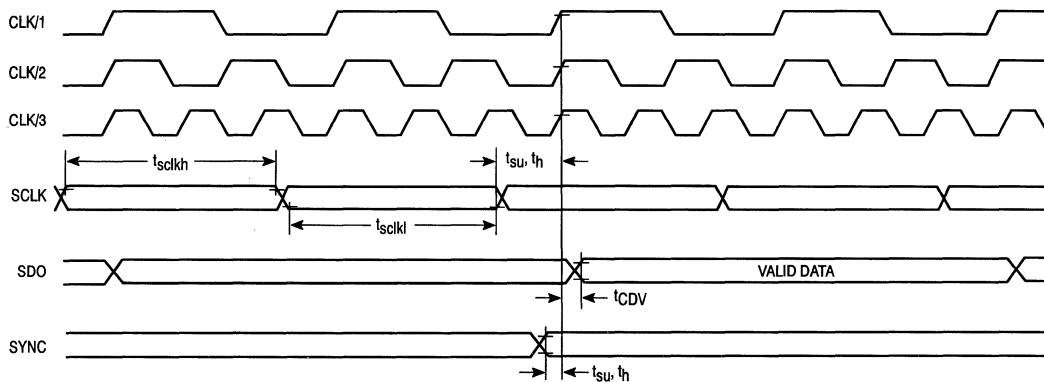 CLK/1
CLK/2
CLK/3
tsclkh
tsu, th
SCLK
tsclkl
SDO
VALID DATA
tCDV
SYNC
tsu, th